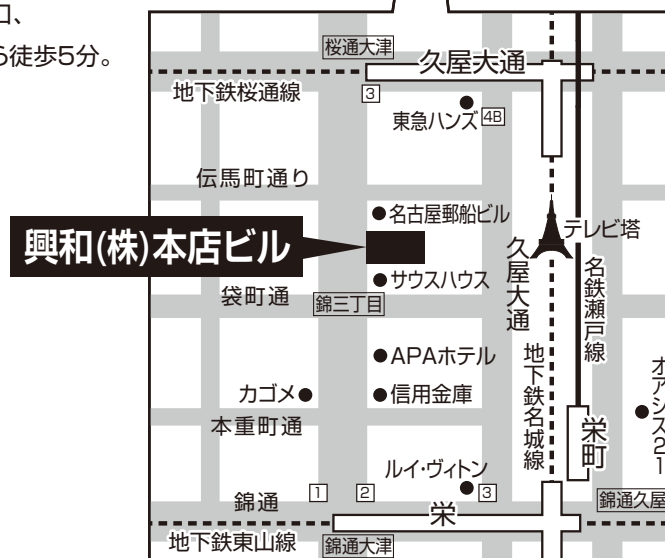 口、
ら徒歩5分。
桜通大津
久屋大通
地下鉄桜通線
3
東急ハンズ
4B
伝馬町通り
名古屋郵船ビル
興和(株)本店ビル
テレビ塔
久屋大通
サウスハウス
名鉄瀬戸線
袋町通
錦三丁目
地下鉄名城線
APAホテル
カゴメ
信用金庫
オアシス21
本重町通
栄町
ルイ・ヴィトン
1
2
3
錦通
栄
錦通久屋
地下鉄東山線
錦通大津